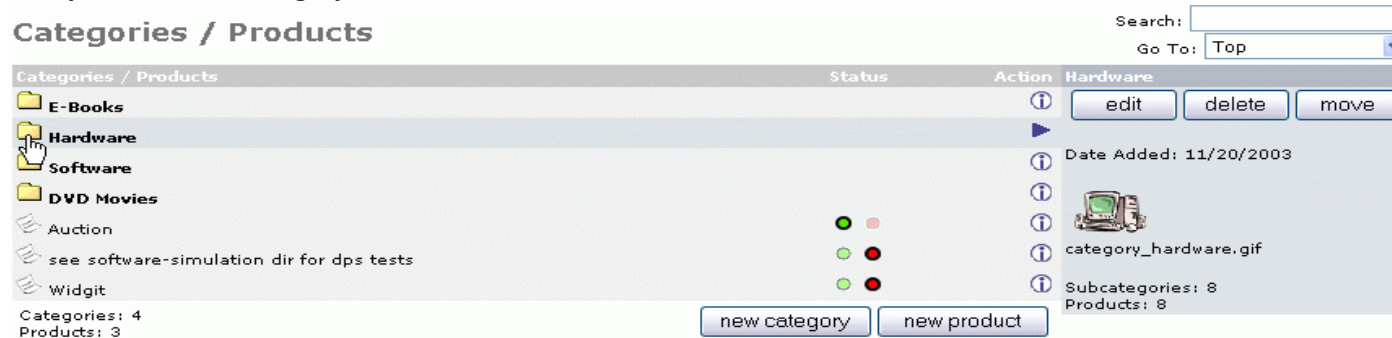 Categories / Products
Search:
Go To: Top
Categories / Products Status Action Hardware
E-Books
edit delete move
Hardware
Software
Date Added: 11/20/2003
DVD Movies
Auction
see software-simulation dir for dps tests
category_hardware.gif
Widgit
Subcategories: 8
Products: 8
Categories: 4
Products: 3
new category new product